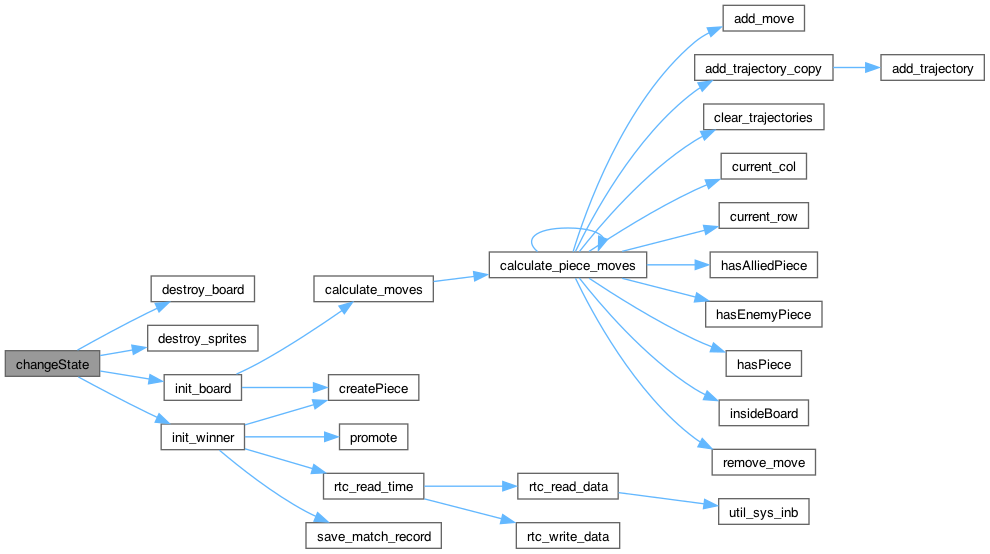 add_move
add_trajectory_copy
add_trajectory
clear_trajectories
current_col
current_row
calculate_piece_moves
hasAlliedPiece
destroy_board
calculate_moves
hasEnemyPiece
destroy_sprites
changeState
hasPiece
init_board
createPiece
insideBoard
init_winner
promote
remove_move
rtc_read_time
rtc_read_data
util_sys_inb
save_match_record
rtc_write_data